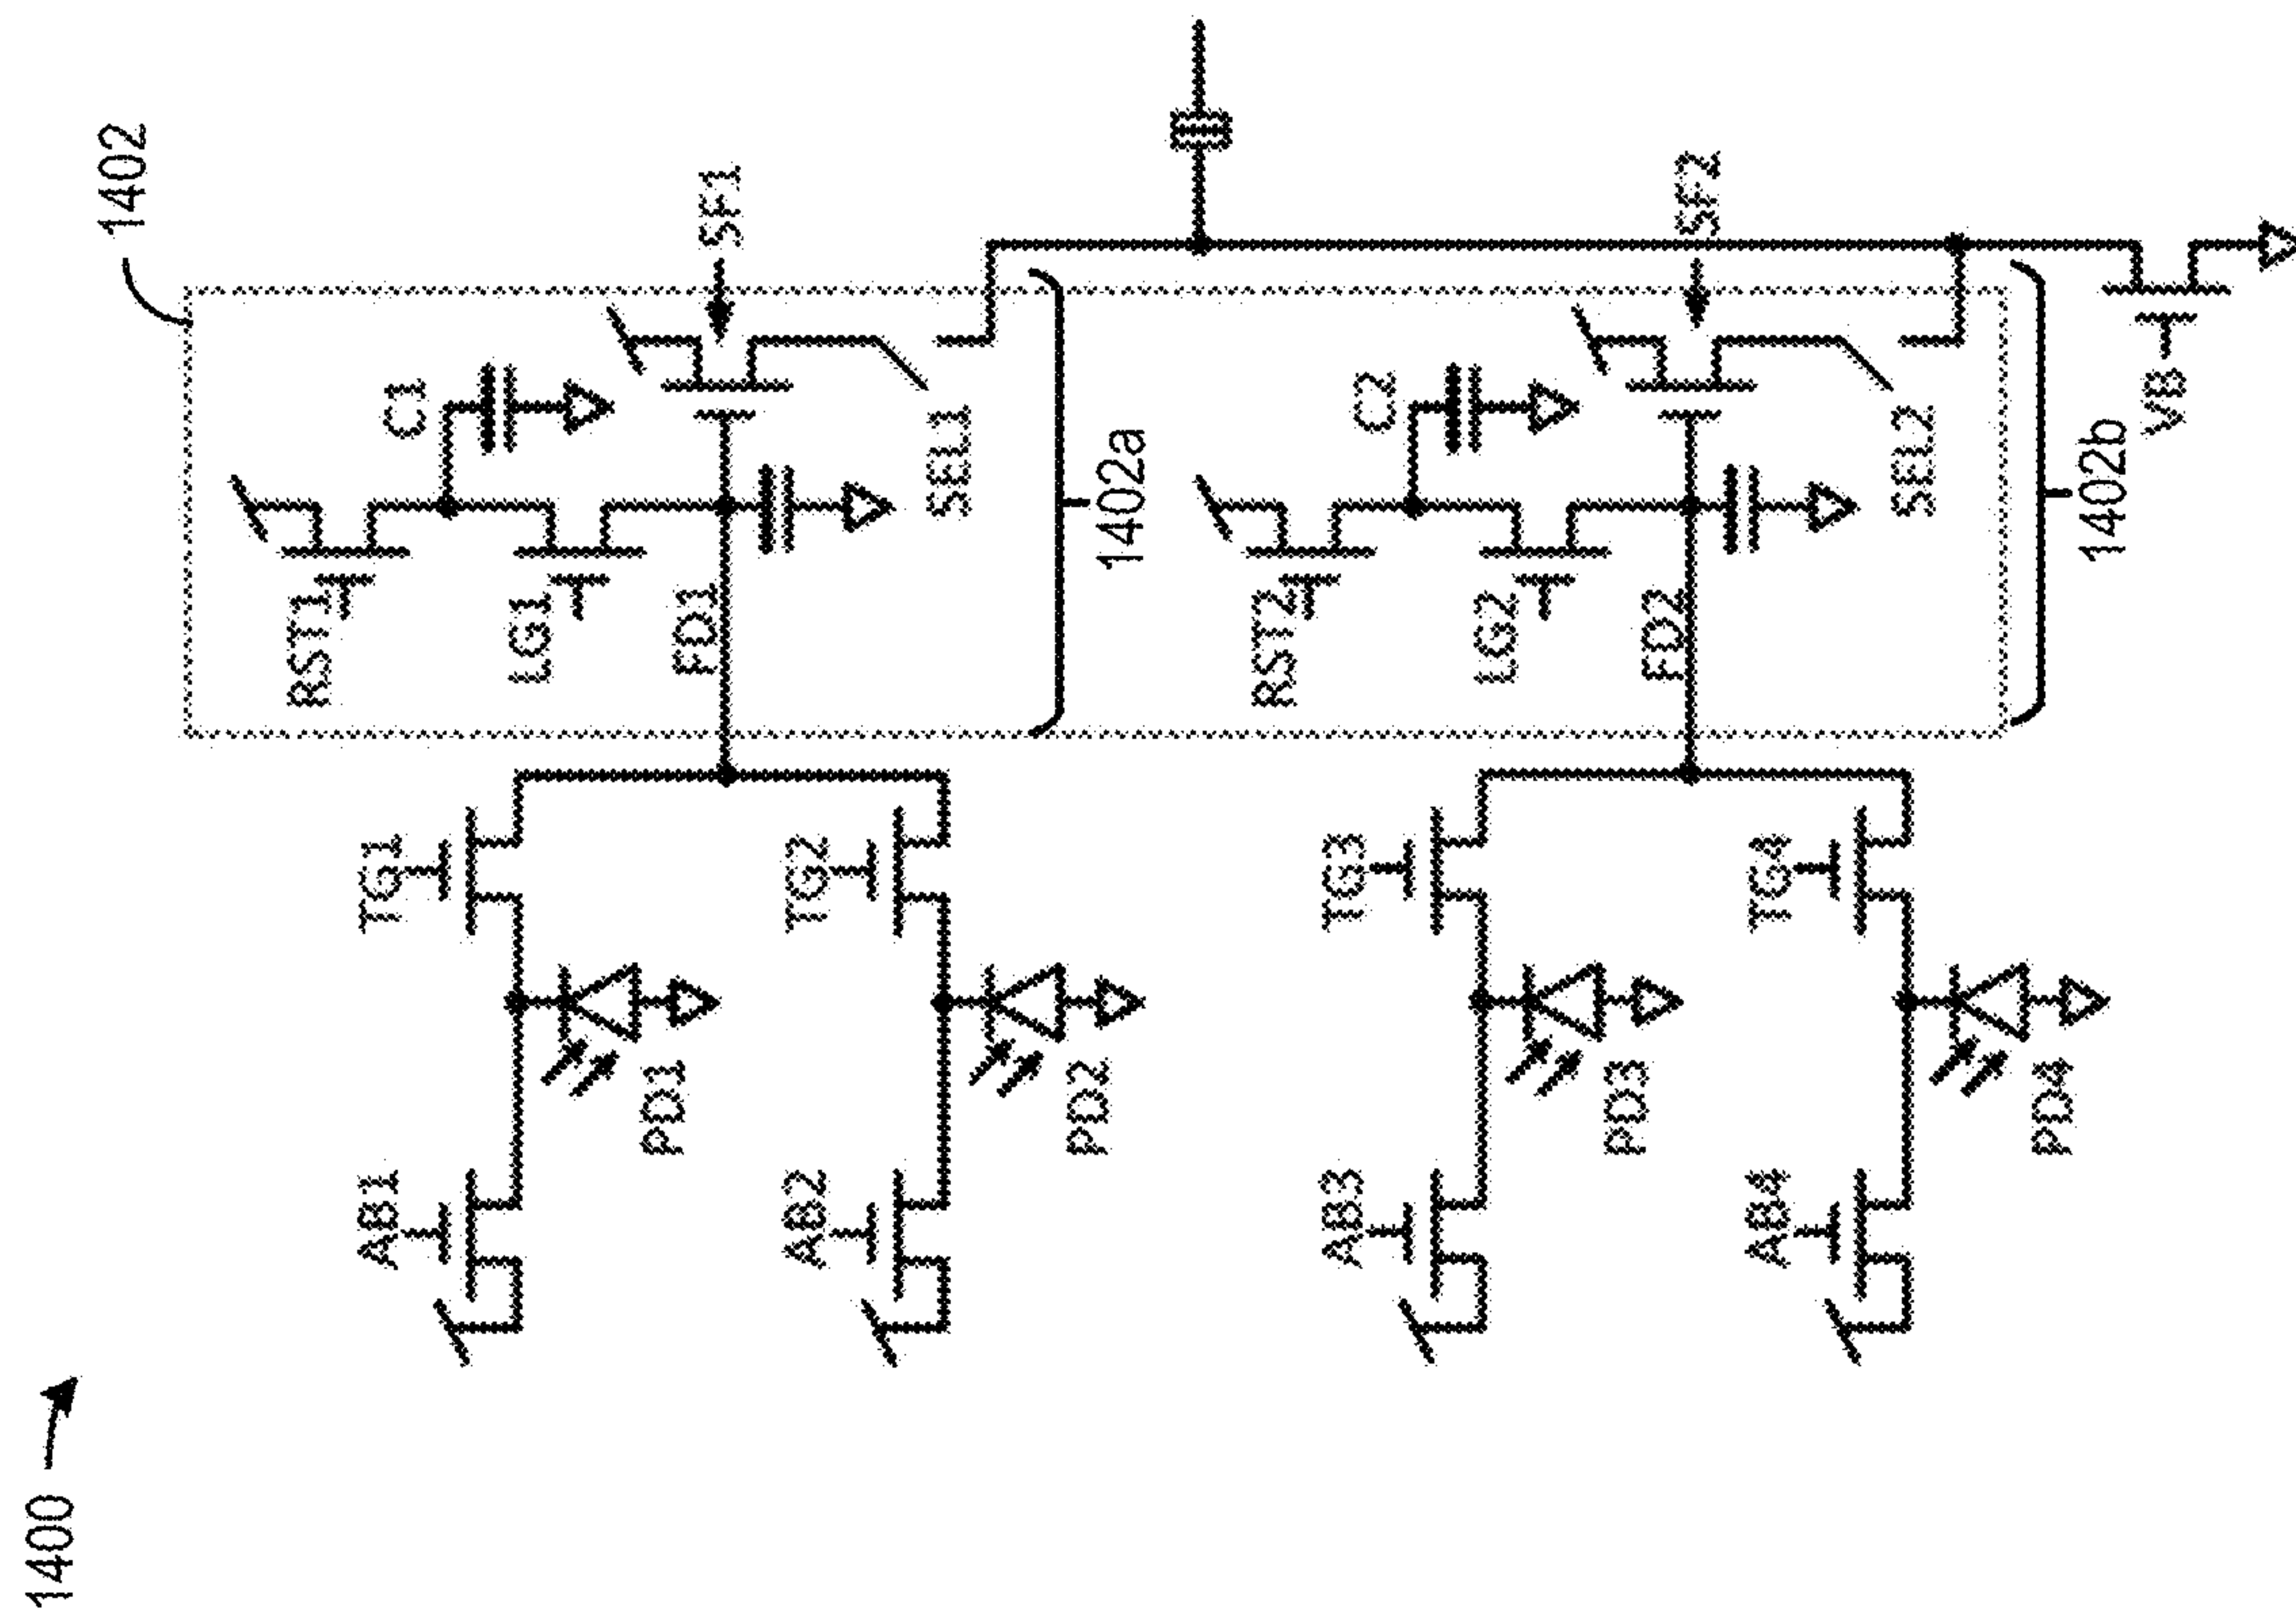 1400
1402
RST1
C1
LG1
SF1
FD1
SEL1
1402a
TG1
AB1
PD1
TG2
AB2
PD2
RST2
C2
LG2
SF2
FD2
SEL2
1402b
VB
TG3
AB3
PD3
TG4
AB4
PD4